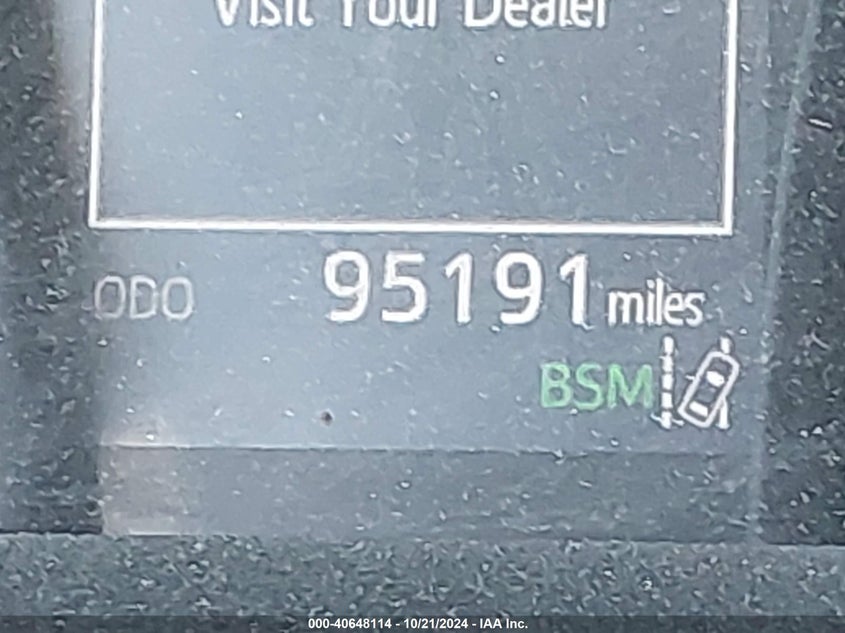 Visit Your Dealer
ODO 95191 miles
BSM
000-40648114 - 10/21/2024 - IAA Inc.